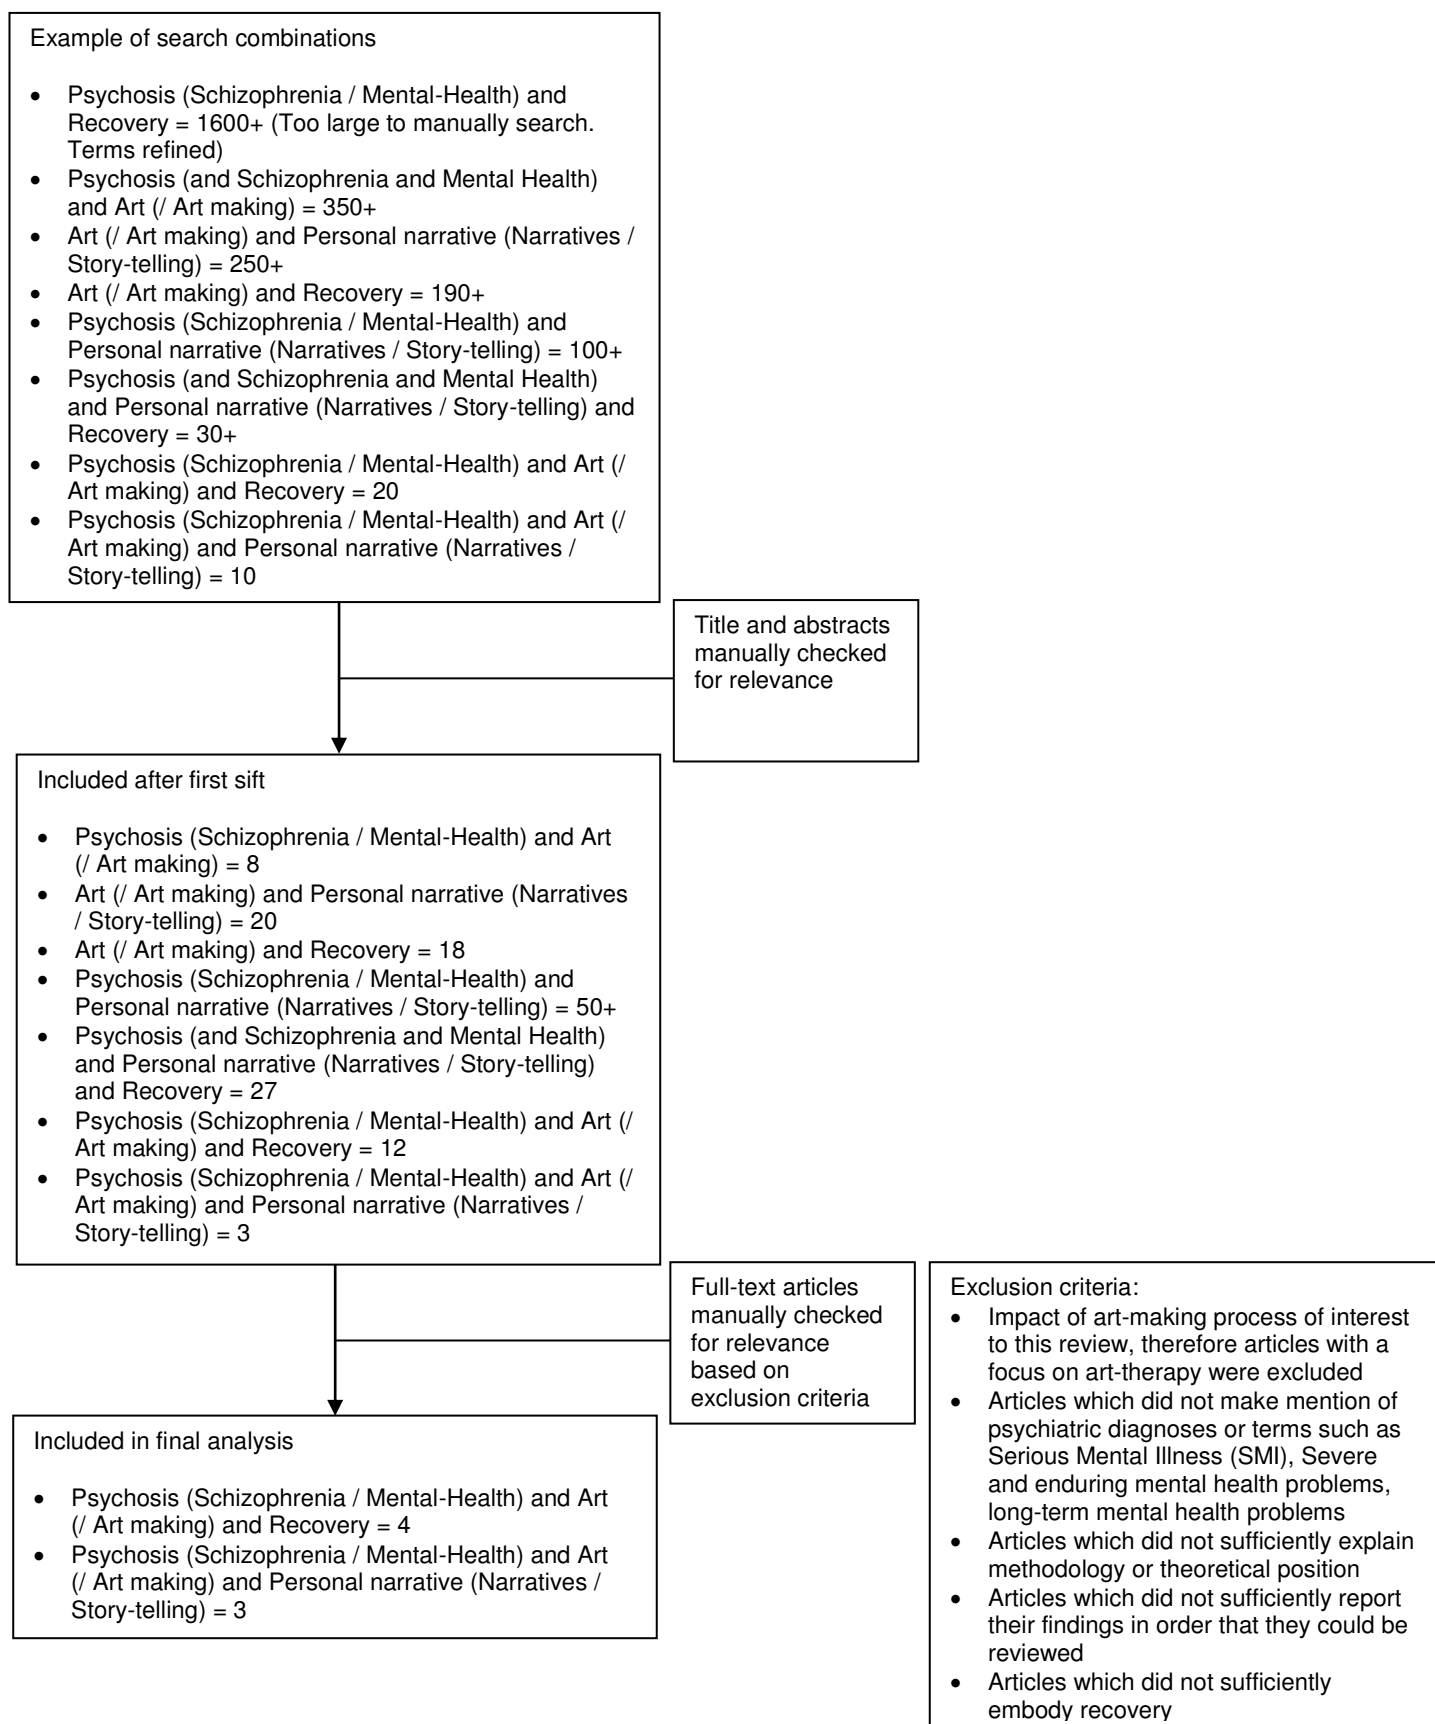 Example of search combinations
• Psychosis (Schizophrenia / Mental-Health) and
Recovery = 1600+ (Too large to manually search.
Terms refined)
• Psychosis (and Schizophrenia and Mental Health)
and Art (/ Art making) = 350+
• Art (/ Art making) and Personal narrative (Narratives /
Story-telling) = 250+
• Art (/ Art making) and Recovery = 190+
• Psychosis (Schizophrenia / Mental-Health) and
Personal narrative (Narratives / Story-telling) = 100+
• Psychosis (and Schizophrenia and Mental Health)
and Personal narrative (Narratives / Story-telling) and
Recovery = 30+
• Psychosis (Schizophrenia / Mental-Health) and Art (/
Art making) and Recovery = 20
• Psychosis (Schizophrenia / Mental-Health) and Art (/
Art making) and Personal narrative (Narratives /
Story-telling) = 10
Title and abstracts
manually checked
for relevance
Included after first sift
• Psychosis (Schizophrenia / Mental-Health) and Art
(/ Art making) = 8
• Art (/ Art making) and Personal narrative (Narratives
/ Story-telling) = 20
• Art (/ Art making) and Recovery = 18
• Psychosis (Schizophrenia / Mental-Health) and
Personal narrative (Narratives / Story-telling) = 50+
• Psychosis (and Schizophrenia and Mental Health)
and Personal narrative (Narratives / Story-telling)
and Recovery = 27
• Psychosis (Schizophrenia / Mental-Health) and Art (/
Art making) and Recovery = 12
• Psychosis (Schizophrenia / Mental-Health) and Art (/
Art making) and Personal narrative (Narratives /
Story-telling) = 3
Full-text articles
manually checked
for relevance
based on
exclusion criteria
Exclusion criteria:
• Impact of art-making process of interest
to this review, therefore articles with a
focus on art-therapy were excluded
• Articles which did not make mention of
psychiatric diagnoses or terms such as
Serious Mental Illness (SMI), Severe
and enduring mental health problems,
long-term mental health problems
• Articles which did not sufficiently explain
methodology or theoretical position
• Articles which did not sufficiently report
their findings in order that they could be
reviewed
• Articles which did not sufficiently
embody recovery
Included in final analysis
• Psychosis (Schizophrenia / Mental-Health) and Art
(/ Art making) and Recovery = 4
• Psychosis (Schizophrenia / Mental-Health) and Art
(/ Art making) and Personal narrative (Narratives /
Story-telling) = 3